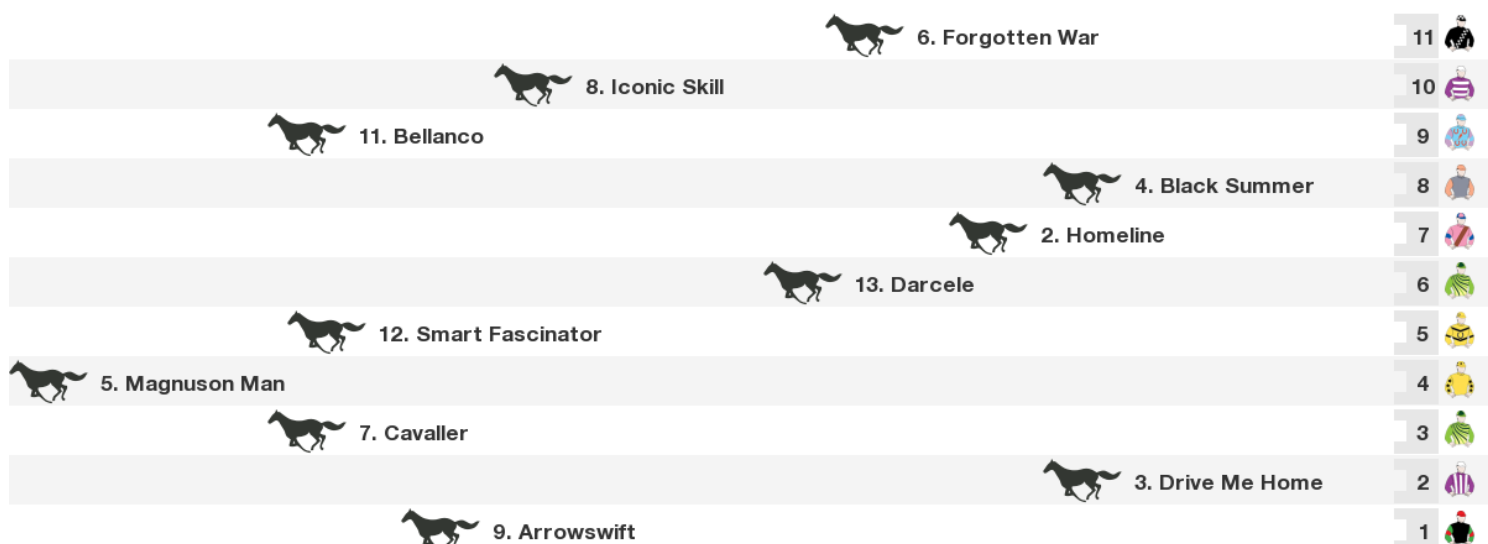 6. Forgotten War 11
8. Iconic Skill 10
11. Bellanco 9
4. Black Summer 8
2. Homeline 7
13. Darcele 6
12. Smart Fascinator 5
5. Magnuson Man 4
7. Cavaller 3
3. Drive Me Home 2
9. Arrowswift 1